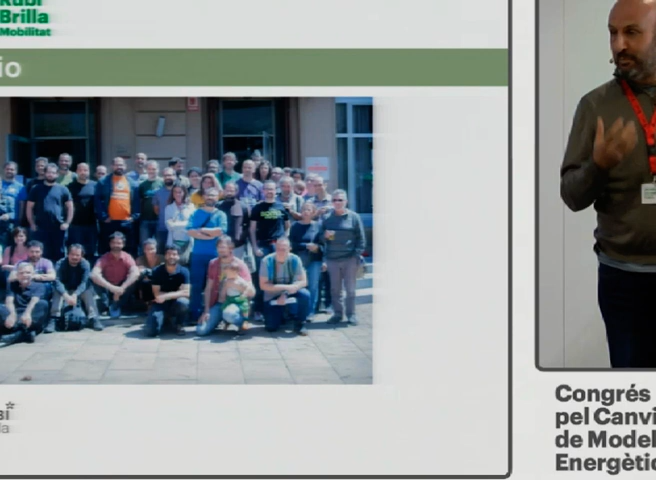 Rubí
Brilla
Mobilitat
io
Congrés
pel Canvi
de Model
Energètic